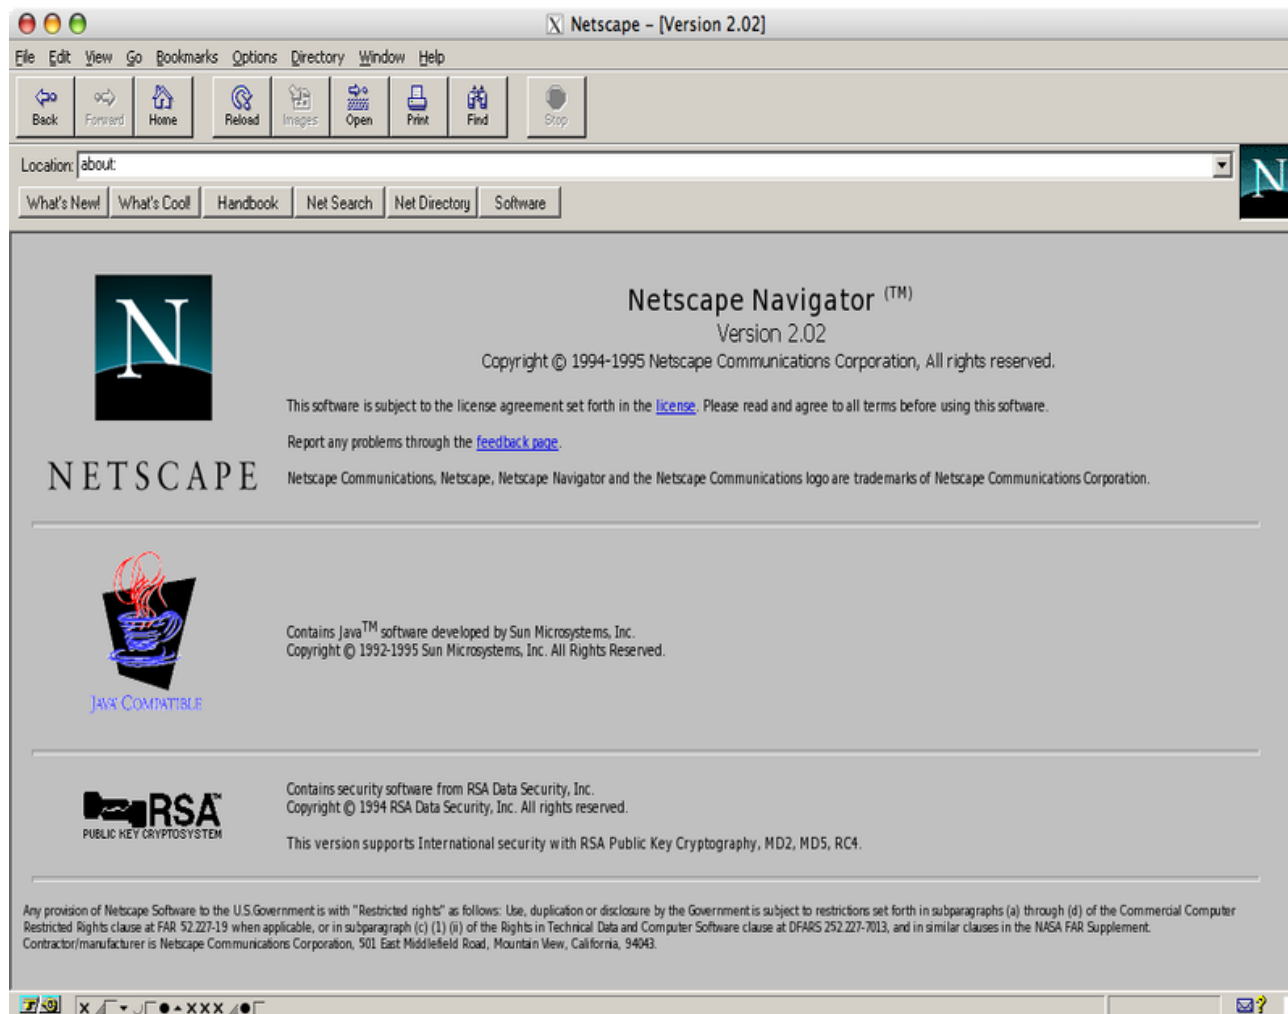 X Netscape – [Version 2.02]
File Edit View Go Bookmarks Options Directory Window Help
Back Forward Home Reload Images Open Print Find Stop
Location: about:
N
What's New! What's Cool! Handbook Net Search Net Directory Software
N
NETSCAPE
Netscape Navigator (TM)
Version 2.02
Copyright © 1994-1995 Netscape Communications Corporation, All rights reserved.
This software is subject to the license agreement set forth in the license. Please read and agree to all terms before using this software.
Report any problems through the feedback page.
Netscape Communications, Netscape, Netscape Navigator and the Netscape Communications logo are trademarks of Netscape Communications Corporation.
JAVA COMPATIBLE
Contains Java™ software developed by Sun Microsystems, Inc.
Copyright © 1992-1995 Sun Microsystems, Inc. All Rights Reserved.
RSA™
PUBLIC KEY CRYPTOSYSTEM
Contains security software from RSA Data Security, Inc.
Copyright © 1994 RSA Data Security, Inc. All rights reserved.
This version supports International security with RSA Public Key Cryptography, MD2, MD5, RC4.
Any provision of Netscape Software to the U.S.Government is with "Restricted rights" as follows: Use, duplication or disclosure by the Government is subject to restrictions set forth in subparagraphs (a) through (d) of the Commercial Computer
Restricted Rights clause at FAR 52.227-19 when applicable, or in subparagraph (c) (1) (ii) of the Rights in Technical Data and Computer Software clause at DFARS 252.227-7013, and in similar clauses in the NASA FAR Supplement.
Contractor/manufacturer is Netscape Communications Corporation, 501 East Middlefield Road, Mountain View, California, 94043.